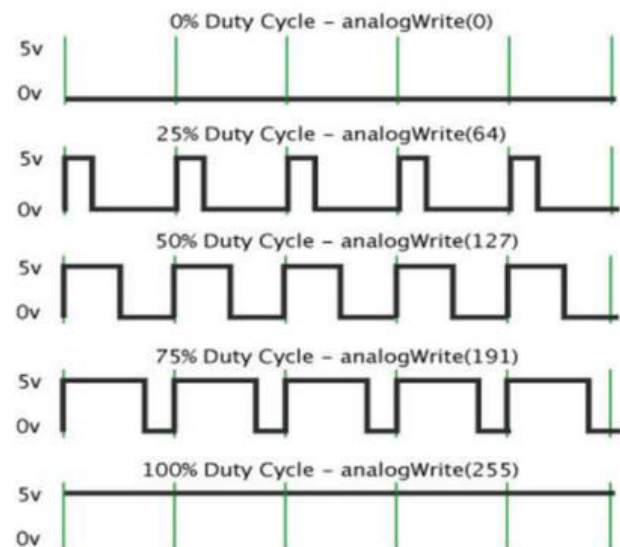 0% Duty Cycle – analogWrite(0)
5v
0v
25% Duty Cycle – analogWrite(64)
5v
0v
50% Duty Cycle – analogWrite(127)
5v
0v
75% Duty Cycle – analogWrite(191)
5v
0v
100% Duty Cycle – analogWrite(255)
5v
0v